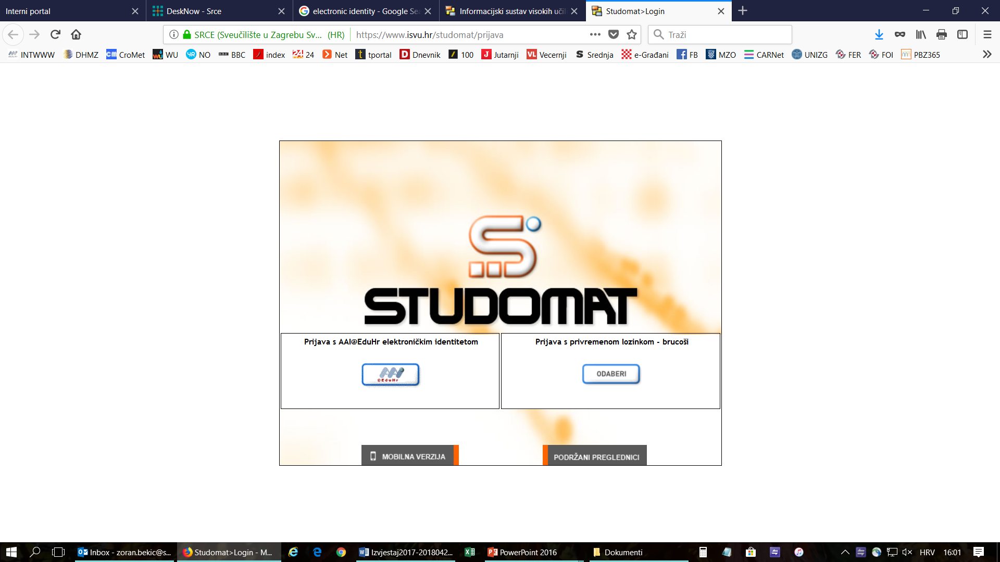 Interni portal
DeskNow - Srce
electronic identity - Google Sea
Informacijski sustav visokih učil
Studomat>Login
SRCE (Sveučilište u Zagrebu Sv... (HR)
https://www.isvu.hr/studomat/prijava
Traži
INTWWW DHMZ CroMet WU NO BBC index 24 Net tportal Dnevnik 100 Jutarnji Vecernji Srednja e-Građani FB MZO CARNet UNIZG FER FOI PBZ365
STUDOMAT
Prijava s AAI@EduHr elektroničkim identitetom
AAI
@EduHr
Prijava s privremenom lozinkom - brucoši
ODABERI
MOBILNA VERZIJA
PODRŽANI PREGLEDNICI
Inbox - zoran.bekic@s...
Studomat>Login - M...
Izvjestaj2017-2018042...
PowerPoint 2016
Dokumenti
HRV
16:01